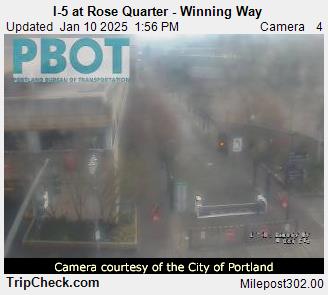 I-5 at Rose Quarter - Winning Way
Updated Jan 10 2025 1:56 PM Camera 4
PBOT
PORTLAND BUREAU OF TRANSPORTATION
Camera courtesy of the City of Portland
TripCheck.com Milepost302.00